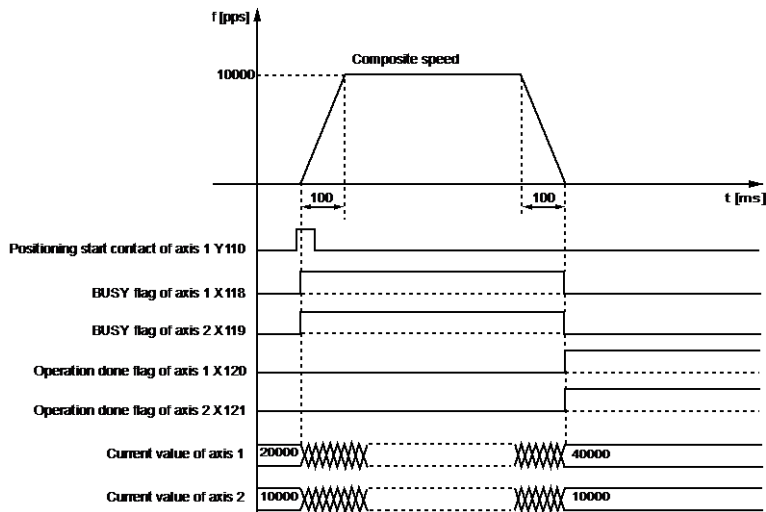 f [pps]
Composite speed
10000
100 100
t [ms]
Positioning start contact of axis 1 Y110
BUSY flag of axis 1 X118
BUSY flag of axis 2 X119
Operation done flag of axis 1 X120
Operation done flag of axis 2 X121
Current value of axis 1 20000 40000
Current value of axis 2 10000 10000